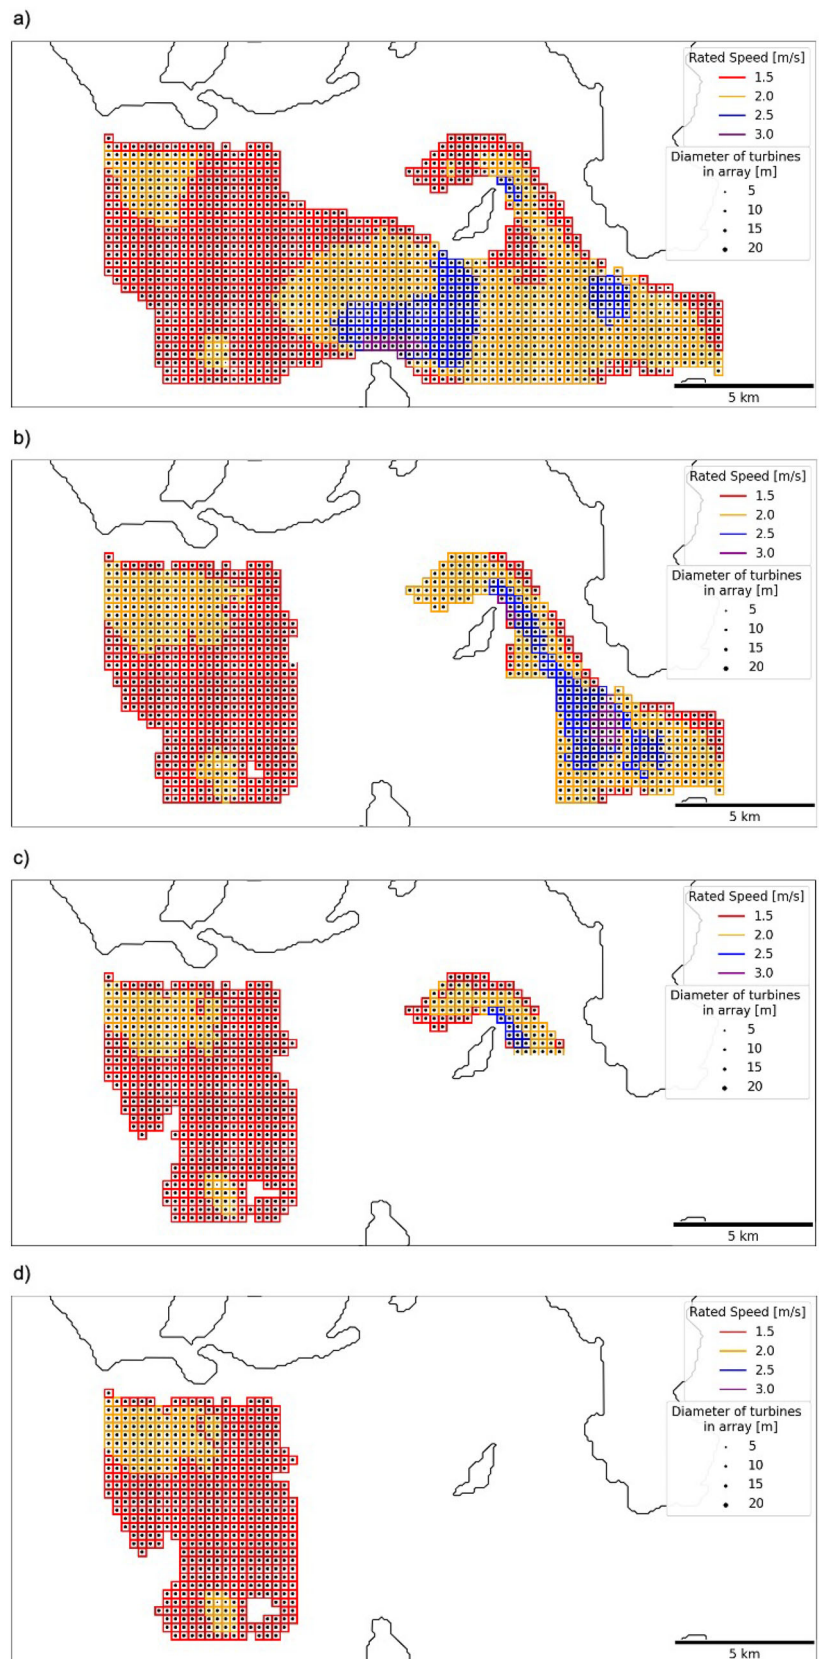 a)
Rated Speed [m/s]
1.5
2.0
2.5
3.0
Diameter of turbines
in array [m]
5
10
15
20
5 km
b)
Rated Speed [m/s]
1.5
2.0
2.5
3.0
Diameter of turbines
in array [m]
5
10
15
20
5 km
c)
Rated Speed [m/s]
1.5
2.0
2.5
3.0
Diameter of turbines
in array [m]
5
10
15
20
5 km
d)
Rated Speed [m/s]
1.5
2.0
2.5
3.0
Diameter of turbines
in array [m]
5
10
15
20
5 km